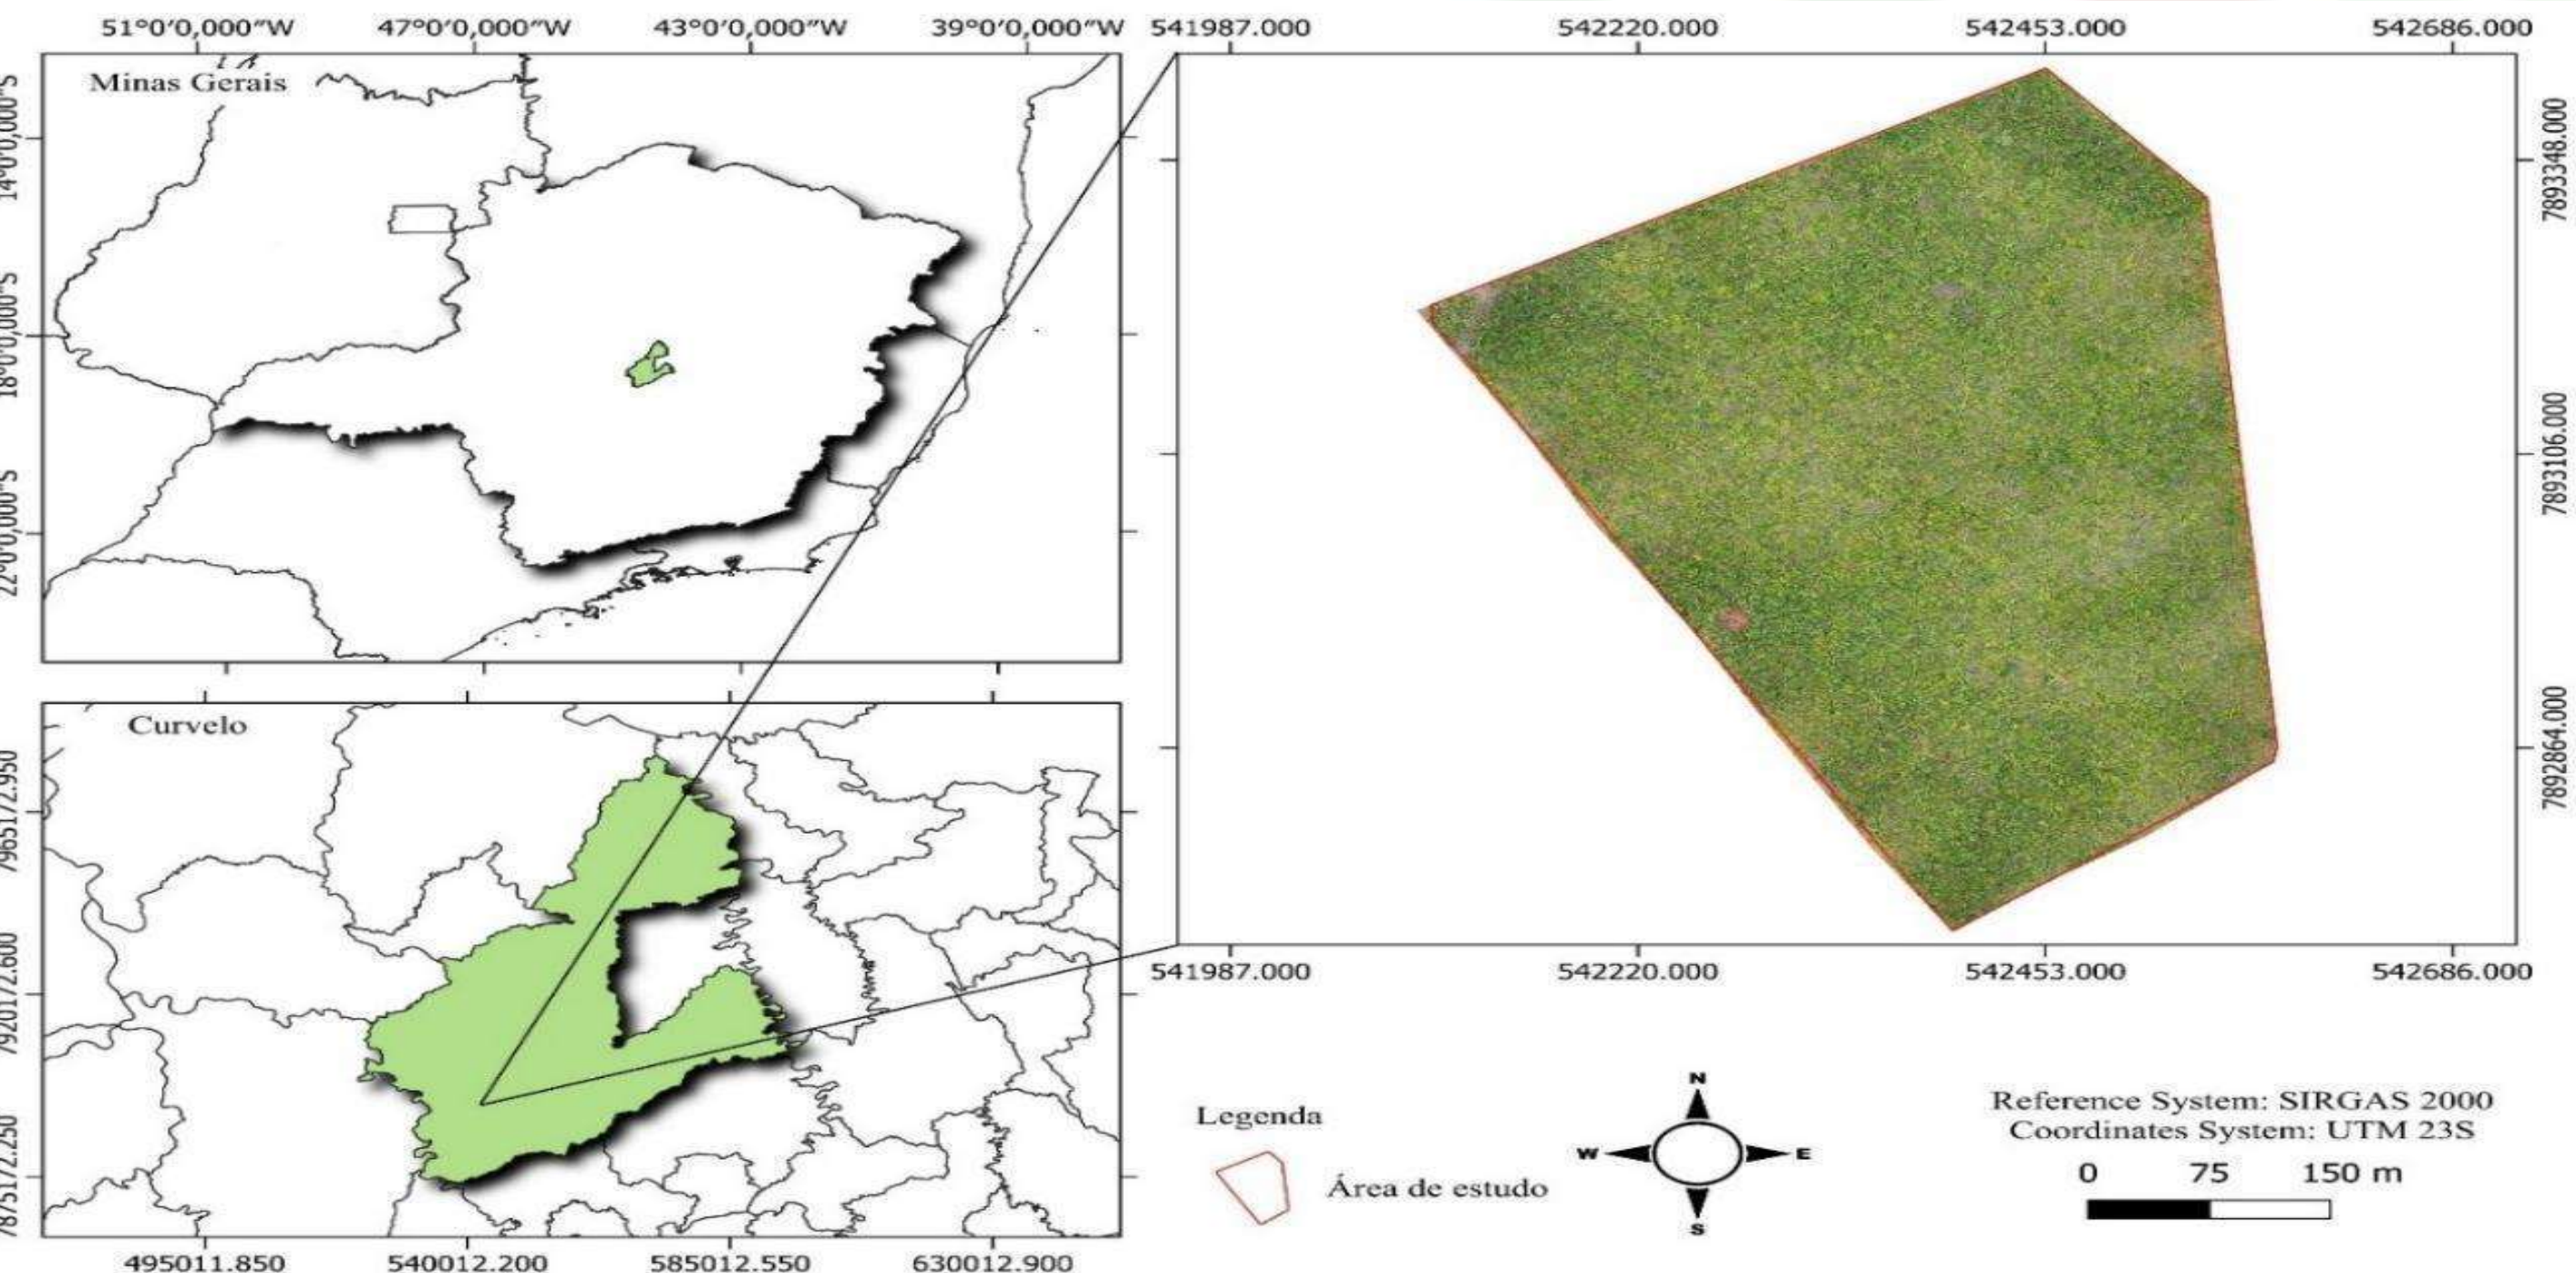 51°0′0,000″W 47°0′0,000″W 43°0′0,000″W 39°0′0,000″W
Minas Gerais
18°0′0,000″S
22°0′0,000″S
541987.000 542220.000 542453.000 542686.000
7893348.000
7893106.000
7892864.000
541987.000 542220.000 542453.000 542686.000
Curvelo
7965172.950
7920172.600
7875172.250
495011.850 540012.200 585012.550 630012.900
Legenda
Área de estudo
N
W E
S
Reference System: SIRGAS 2000
Coordinates System: UTM 23S
0 75 150 m